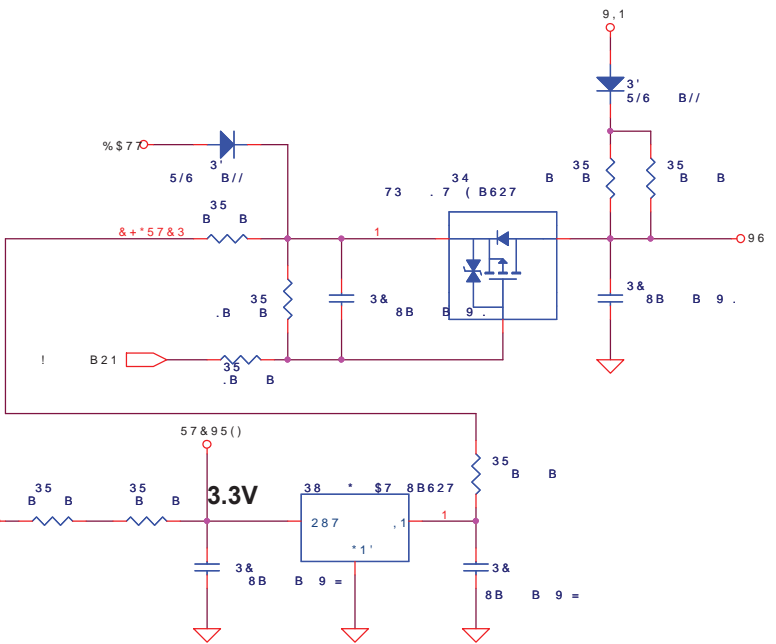 9,1
3'
5/6 B//
%$77
3'
5/6 B//
34
73 . 7 ( B627
35
B B
35
B B
35
B B
&+*57&3
1
96
35
.B B
3&
8B B 9 .
3&
8B B 9 .
! B21
35
.B B
57&95()
35
B B
35
B B
35
B B
3.3V
38 * $7 8B627
287 ,1
*1'
1
3&
8B B 9 =
3&
8B B 9 =